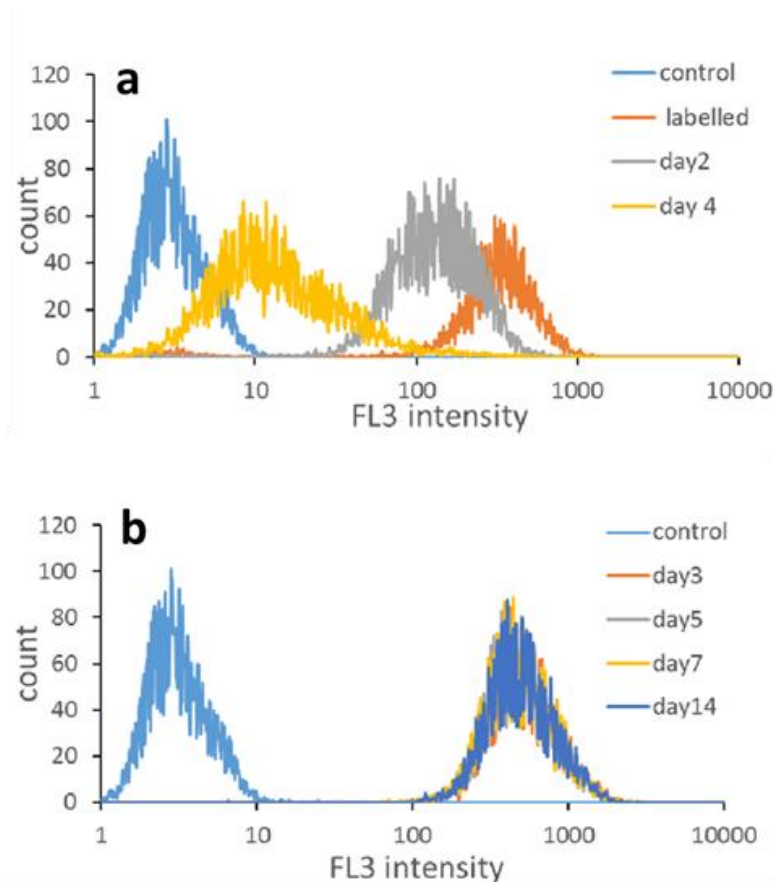 a
120
100
80
60
40
20
0
count
1 10 100 1000 10000
FL3 intensity
control
labelled
day2
day 4
b
120
100
80
60
40
20
0
count
1 10 100 1000 10000
FL3 intensity
control
day3
day5
day7
day14